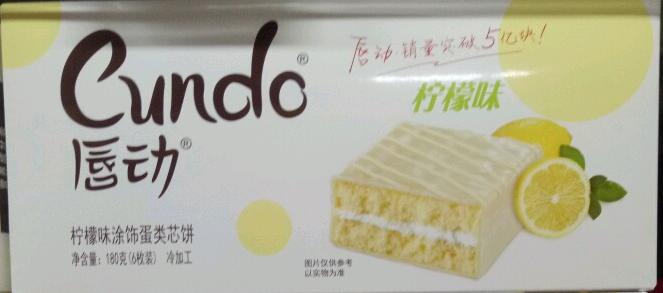 Cundo®
唇动®
唇动 销量突破5亿块!
柠檬味
柠檬味涂饰蛋类芯饼
净含量：180克(6枚装) 冷加工
图片仅供参考
以实物为准